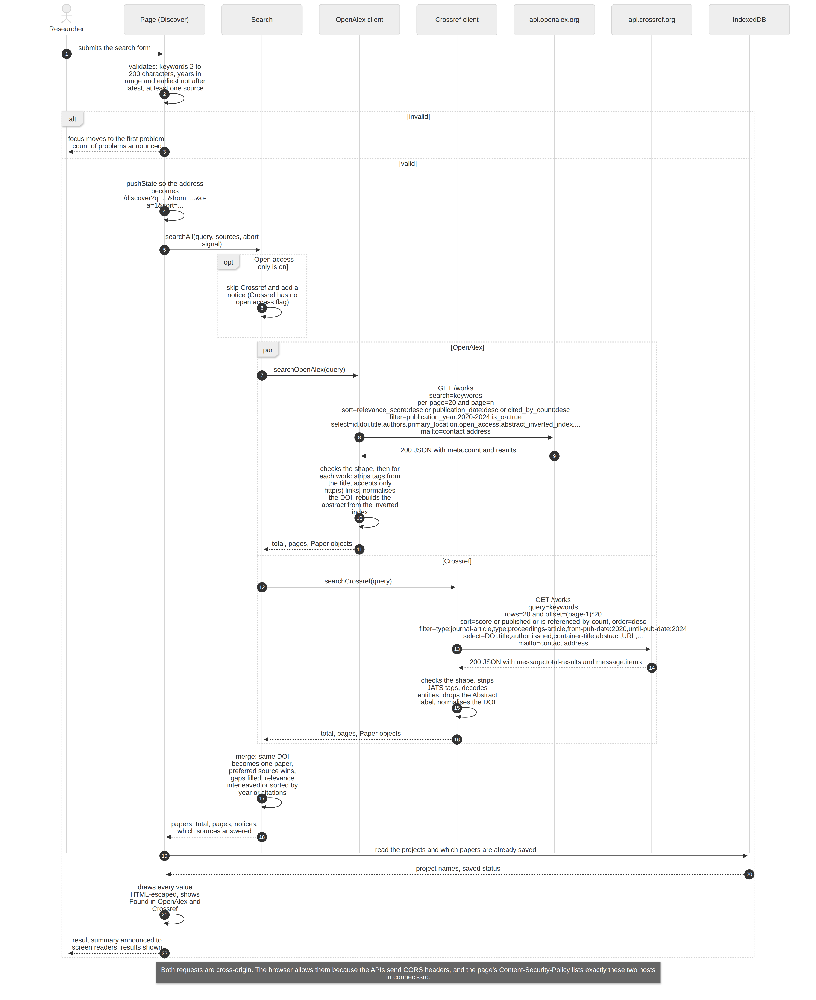 Researcher
Page (Discover)
Search
OpenAlex client
Crossref client
api.openalex.org
api.crossref.org
IndexedDB
submits the search form
1
validates: keywords 2 to
200 characters, years in
range and earliest not after
latest, at least one source
2
alt
[invalid]
focus moves to the first problem,
count of problems announced
3
[valid]
pushState so the address
becomes
/discover?q=...&from=...&o-
a=1&sort=...
4
searchAll(query, sources, abort
signal)
5
opt
[Open access
only is on]
skip Crossref and add a
notice (Crossref has no
open access flag)
6
par
[OpenAlex]
searchOpenAlex(query)
7
GET /works
search=keywords
per-page=20 and page=n
sort=relevance_score:desc or publication_date:desc or cited_by_count:desc
filter=publication_year:2020-2024,is_oa:true
select=id,doi,title,authors,primary_location,open_access,abstract_inverted_index,...
mailto=contact address
8
200 JSON with meta.count and results
9
checks the shape, then for
each work: strips tags from
the title, accepts only
http(s) links, normalises
the DOI, rebuilds the
abstract from the inverted
index
10
total, pages, Paper objects
11
[Crossref]
searchCrossref(query)
12
GET /works
query=keywords
rows=20 and offset=(page-1)*20
sort=score or published or is-referenced-by-count, order=desc
filter=type:journal-article,type:proceedings-article,from-pub-date:2020,until-pub-date:2024
select=DOI,title,author,issued,container-title,abstract,URL,...
mailto=contact address
13
200 JSON with message.total-results and message.items
14
checks the shape, strips
JATS tags, decodes
entities, drops the Abstract
label, normalises the DOI
15
total, pages, Paper objects
16
merge: same DOI
becomes one paper,
preferred source wins,
gaps filled, relevance
interleaved or sorted by
year or citations
17
papers, total, pages, notices,
which sources answered
18
read the projects and which papers are already saved
19
project names, saved status
20
draws every value
HTML-escaped, shows
Found in OpenAlex and
Crossref
21
result summary announced to
screen readers, results shown
22
Both requests are cross-origin. The browser allows them because the APIs send CORS headers, and the page's Content-Security-Policy lists exactly these two hosts
in connect-src.